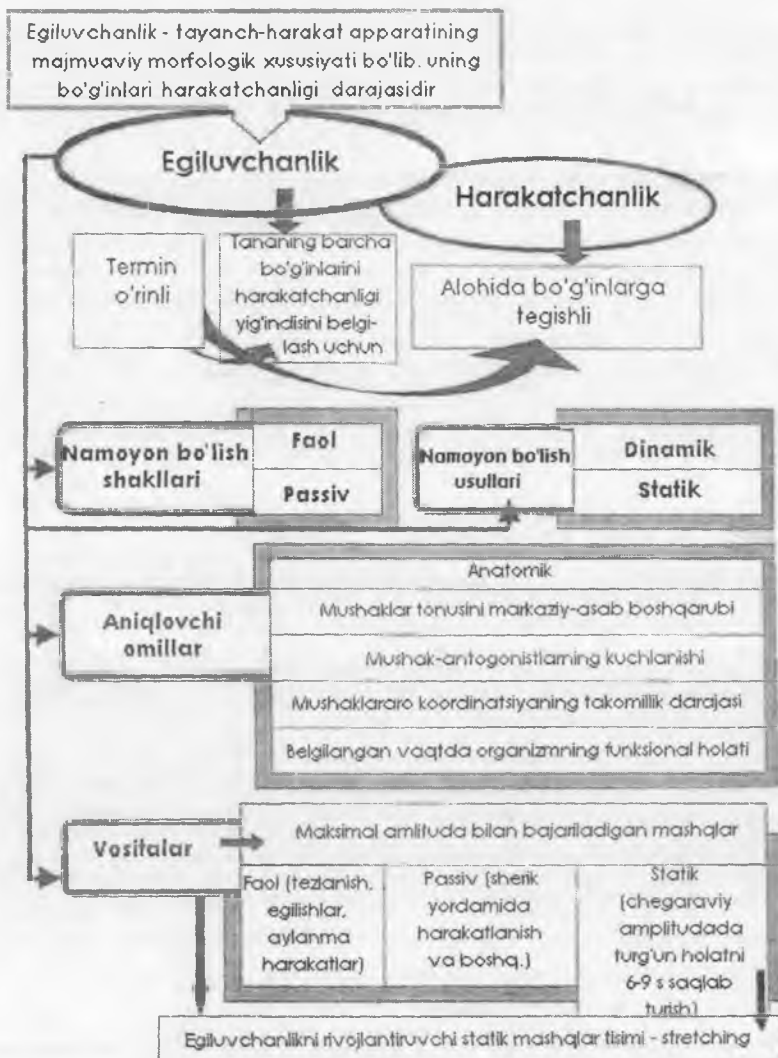 Egiluvchanlik - tayanch-harakat apparatining
majmuaviy morfologik xususiyati bo'lib. uning
bo'g'inlari harakatchanligi darajasidir
Egiluvchanlik
Harakatchanlik
Termin
o'rinli
Tananing barcha
bo'g'inlarini
harakatchanligi
yig'indisini belgi-
lash uchun
Alohida bo'g'inlarga
tegishli
Namoyon bo'lish
shakllari
Faol
Passiv
Namoyon bo'lish
usullari
Dinamik
Statik
Aniqlovchi
omillar
Anatomik
Mushaklar tonusini markaziy-asab boshqarubi
Mushak-antogonistlarning kuchlanishi
Mushaklararo koordinatsiyaning takomillik darajasi
Belgilangan vaqtda organizmning funksional holati
Vositalar
Maksimal amlituda bilan bajariladigan mashqlar
Faol (tezlanish,
egilishlar,
aylanma
harakatlar)
Passiv (sherik
yordamida
harakatlanish
va boshq.)
Statik
(chegaraviy
amplitudada
turg'un holatni
6-9 s saqlab
turish)
Egiluvchanlikni rivojlantiruvchi statik mashqlar tisimi - stretching